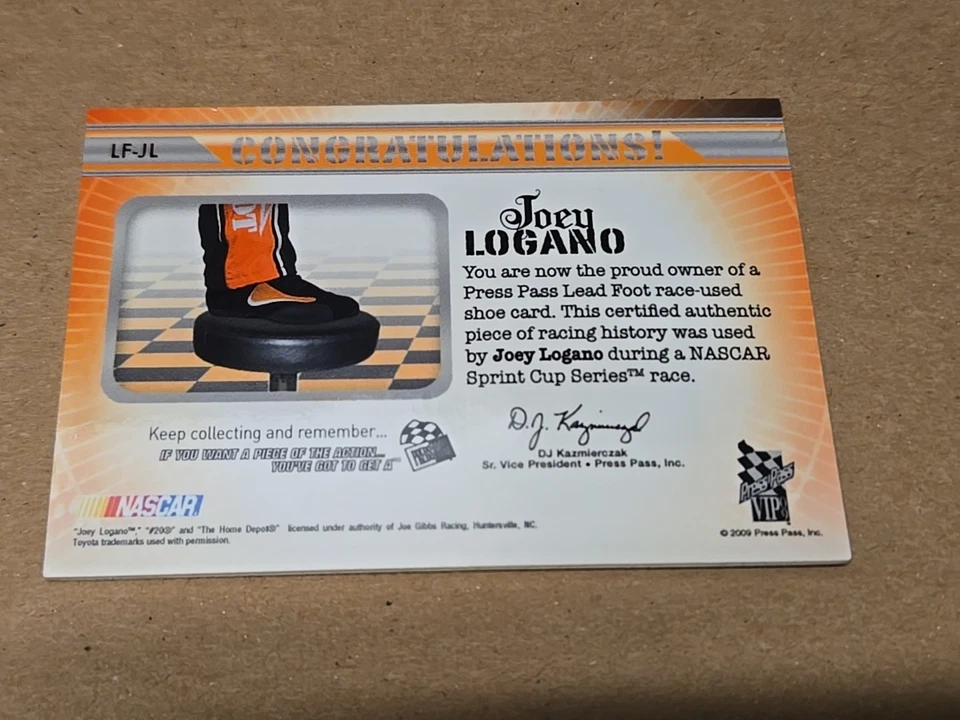 LF-JL
CONGRATULATIONS!
Joey
LOGANO
You are now the proud owner of a
Press Pass Lead Foot race-used
shoe card. This certified authentic
piece of racing history was used
by Joey Logano during a NASCAR
Sprint Cup Series™ race.
D.J. Kazmierczak
DJ Kazmierczak
Sr. Vice President • Press Pass, Inc.
Keep collecting and remember...
IF YOU WANT A PIECE OF THE ACTION...
YOU'VE GOT TO GET A
PRESS PASS
NASCAR
Press Pass
VIP
"Joey Logano™," "#20®" and "The Home Depot®" licensed under authority of Joe Gibbs Racing, Huntersville, NC.
Toyota trademarks used with permission.
© 2009 Press Pass, Inc.